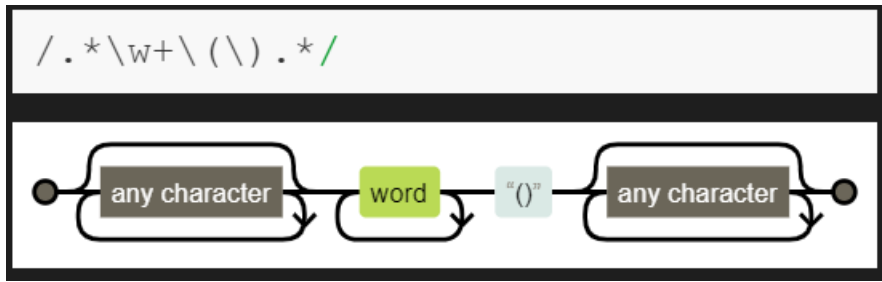 /.*\w+\(\).*/
any character word “()” any character